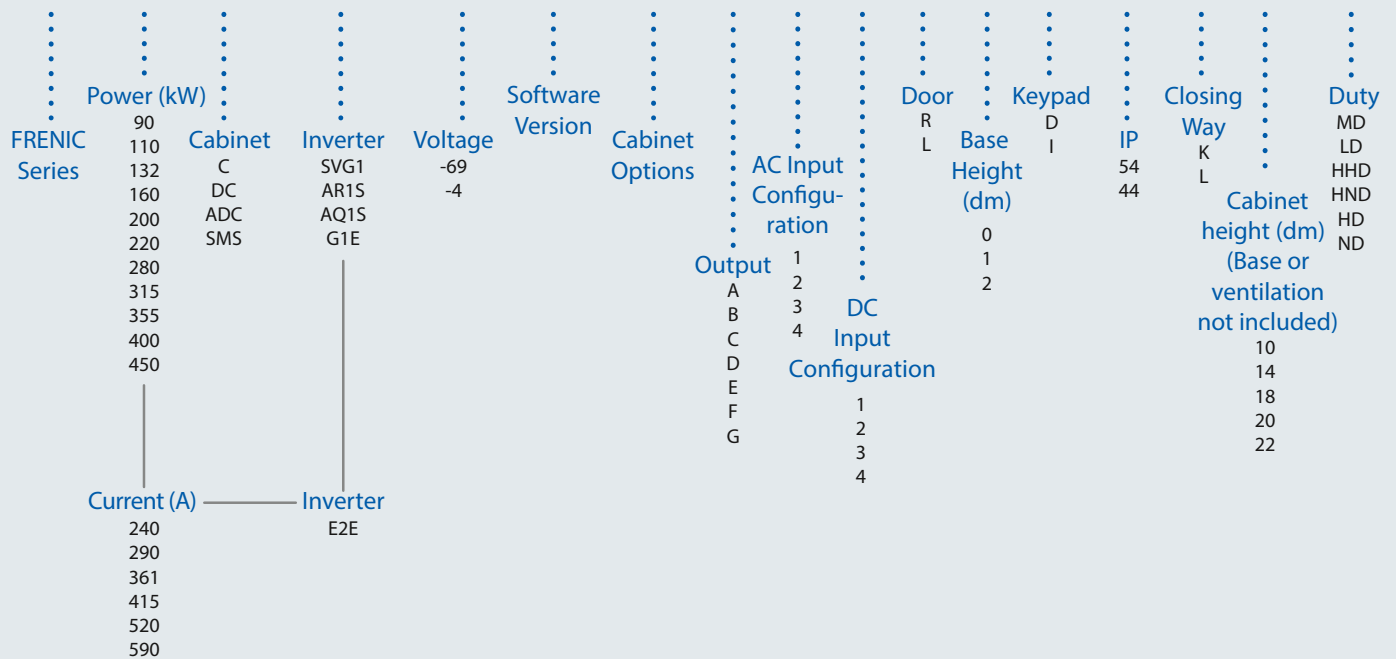 FRENIC
Series
Power (kW)
90
110
132
160
200
220
280
315
355
400
450
Current (A)
240
290
361
415
520
590
Cabinet
C
DC
ADC
SMS
Inverter
SVG1
AR1S
AQ1S
G1E
Inverter
E2E
Voltage
-69
-4
Software
Version
Cabinet
Options
Output
A
B
C
D
E
F
G
AC Input
Configu-
ration
1
2
3
4
DC
Input
Configuration
1
2
3
4
Door
R
L
Base
Height
(dm)
0
1
2
Keypad
D
I
IP
54
44
Closing
Way
K
L
Cabinet
height (dm)
(Base or
ventilation
not included)
10
14
18
20
22
Duty
MD
LD
HHD
HND
HD
ND